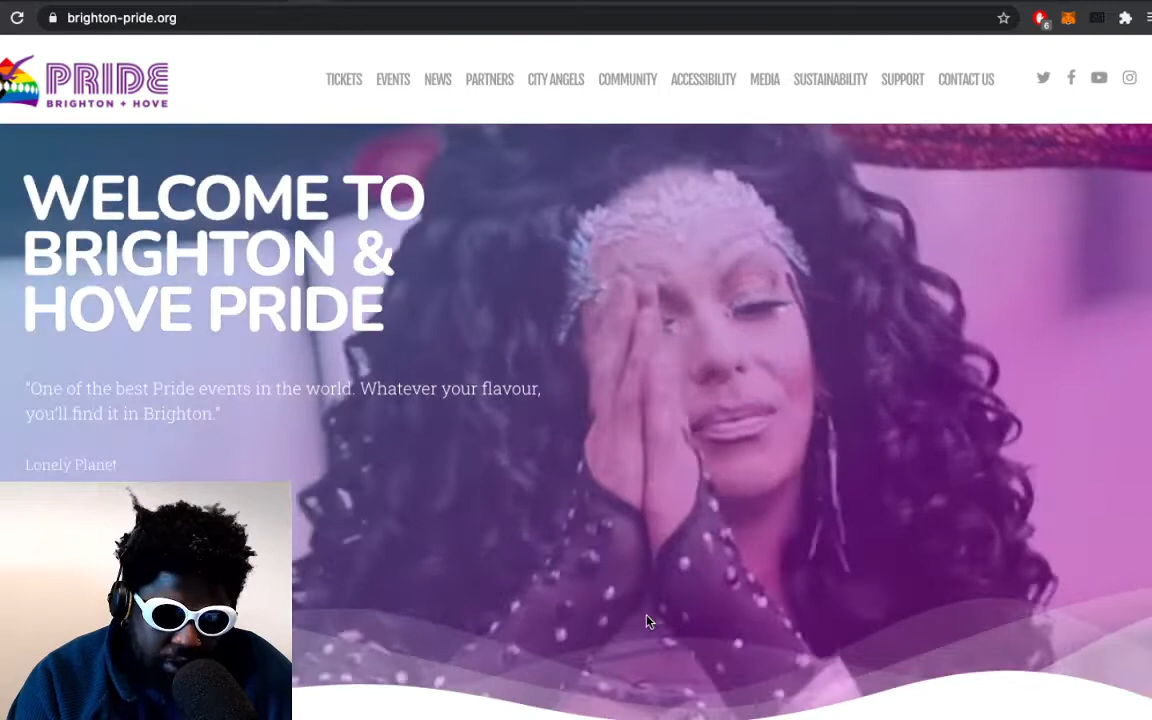 brighton-pride.org
6
PRIDE
BRIGHTON + HOVE
TICKETS EVENTS NEWS PARTNERS CITY ANGELS COMMUNITY ACCESSIBILITY MEDIA SUSTAINABILITY SUPPORT CONTACT US
WELCOME TO
BRIGHTON &
HOVE PRIDE
"One of the best Pride events in the world. Whatever your flavour,
you'll find it in Brighton."
Lonely Planet